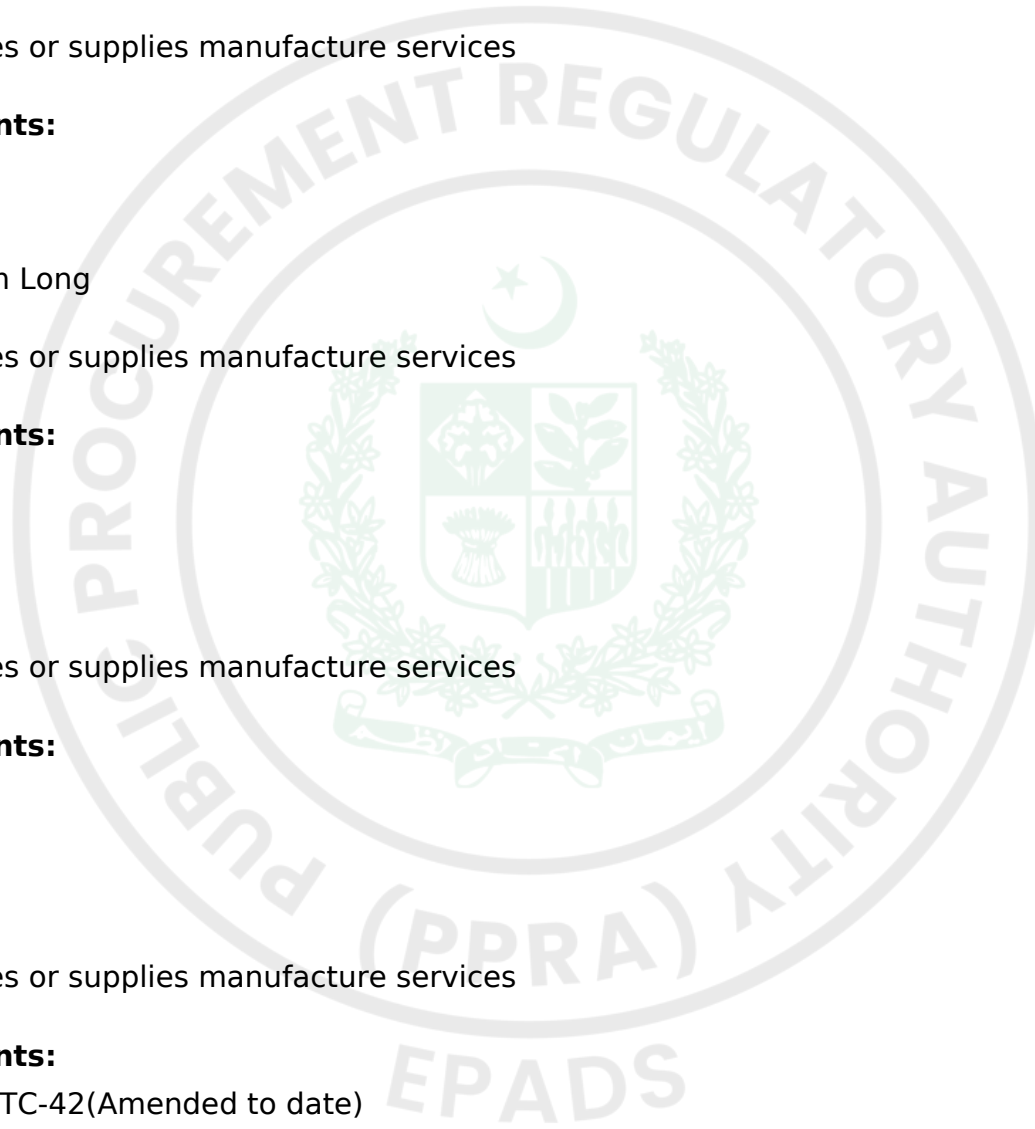 es or supplies manufacture services
nts:
n Long
es or supplies manufacture services
nts:
es or supplies manufacture services
nts:
es or supplies manufacture services
nts:
TC-42(Amended to date)
PUBLIC PROCUREMENT REGULATORY AUTHORITY
(PPRA)
EPADS